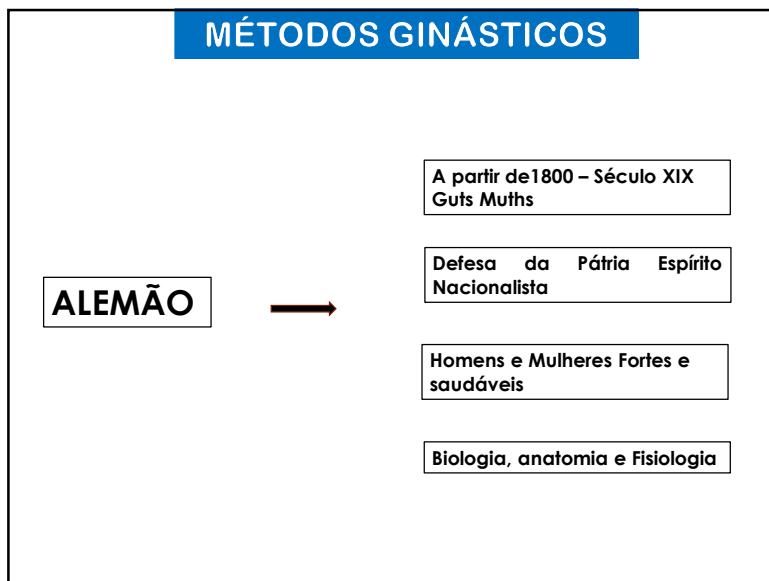 MÉTODOS GINÁSTICOS
ALEMÃO
A partir de1800 – Século XIX
Guts Muths
Defesa da Pátria Espírito
Nacionalista
Homens e Mulheres Fortes e
saudáveis
Biologia, anatomia e Fisiologia